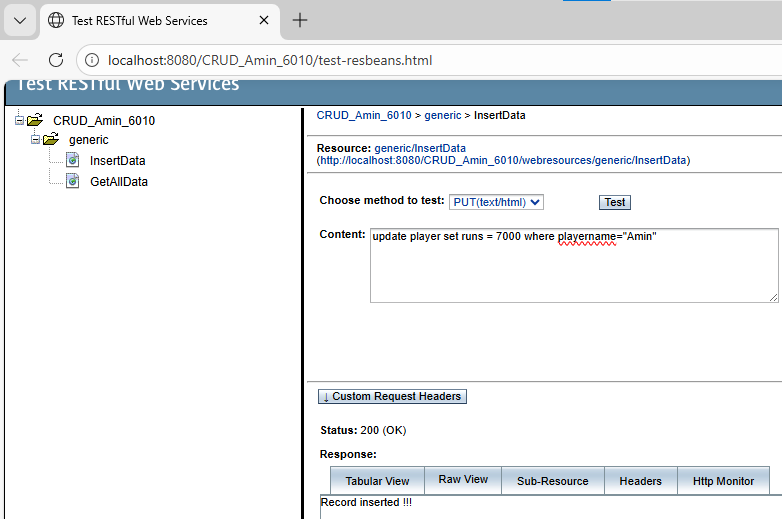 Test RESTful Web Services
localhost:8080/CRUD_Amin_6010/test-resbeans.html
Test RESTful Web Services
CRUD_Amin_6010
generic
InsertData
GetAllData
CRUD_Amin_6010 > generic > InsertData
Resource: generic/InsertData
(http://localhost:8080/CRUD_Amin_6010/webresources/generic/InsertData)
Choose method to test: PUT(text/html) Test
Content: update player set runs = 7000 where playername="Amin"
↓ Custom Request Headers
Status: 200 (OK)
Response:
Tabular View Raw View Sub-Resource Headers Http Monitor
Record inserted !!!